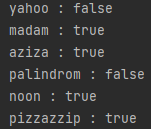 yahoo : false
madam : true
aziza : true
palindrom : false
noon : true
pizzazzip : true